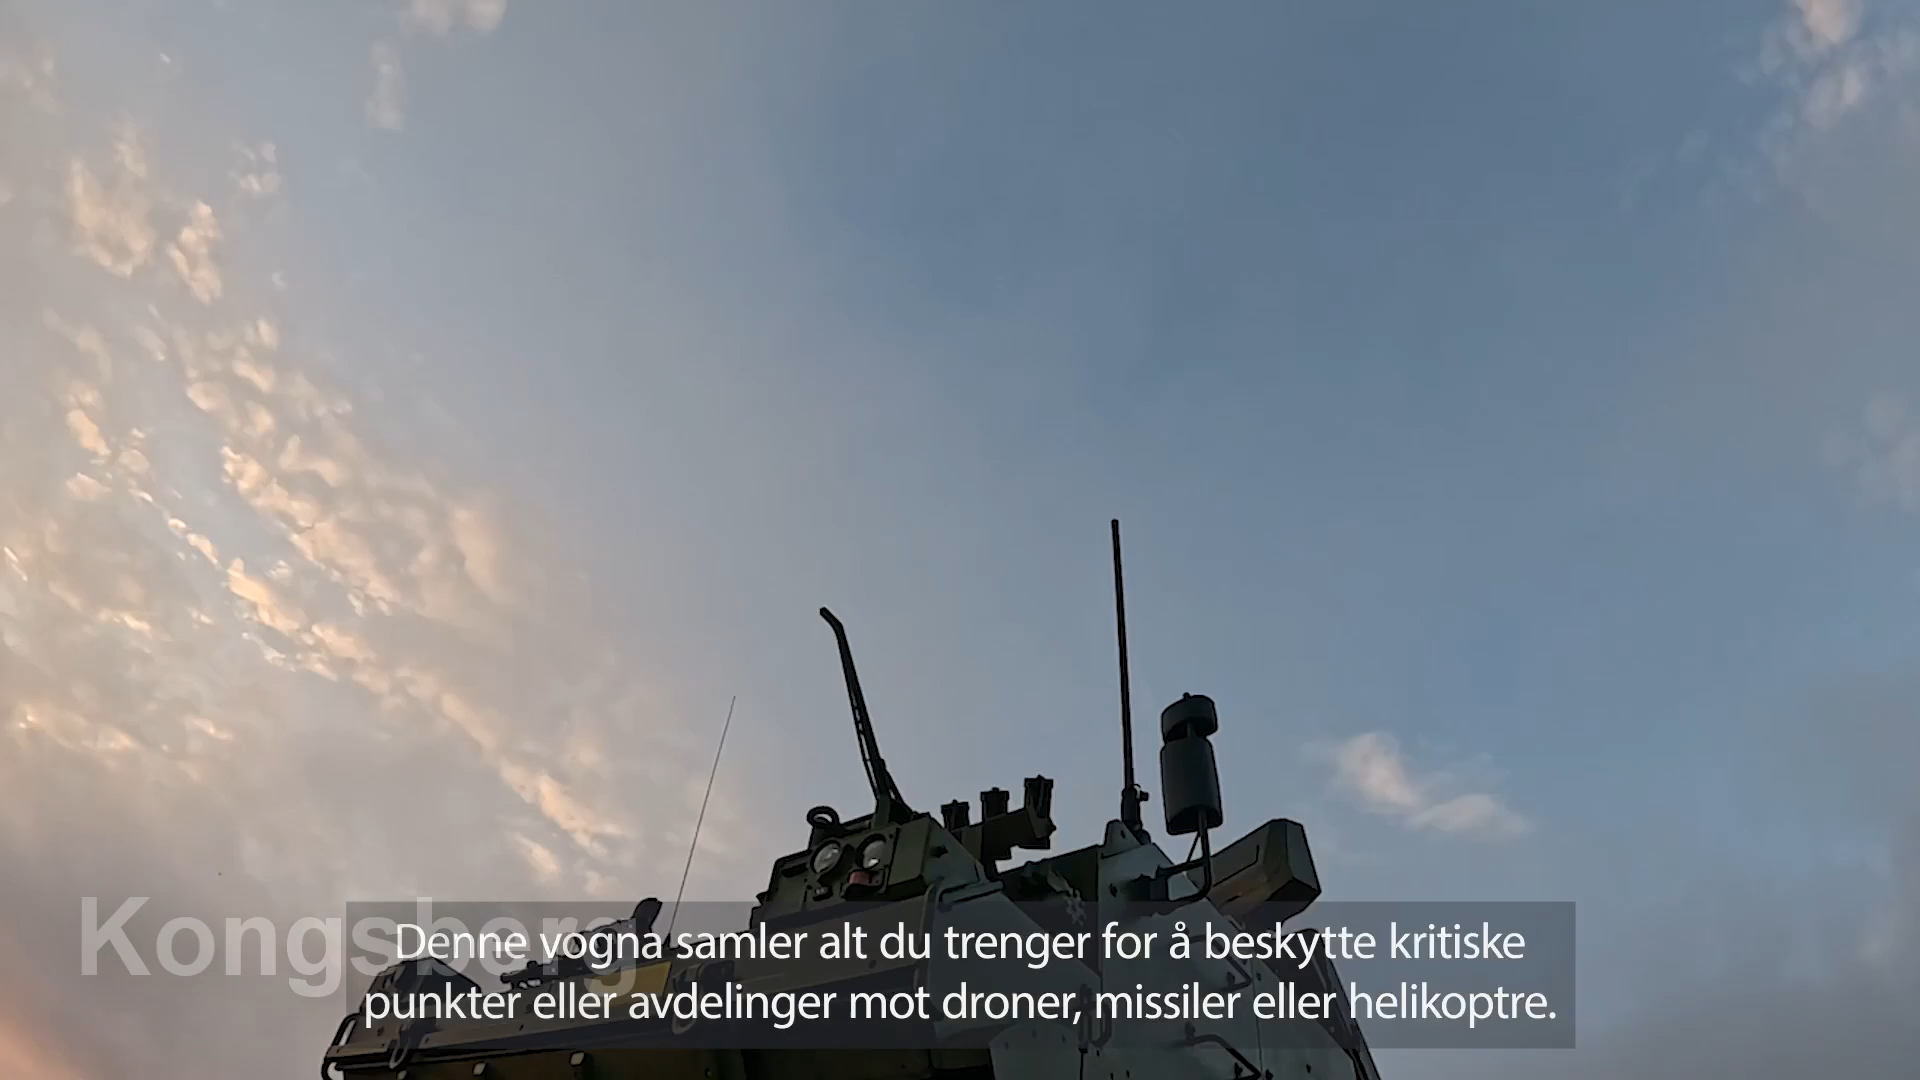 Kongsberg
Denne vogna samler alt du trenger for å beskytte kritiske
punkter eller avdelinger mot droner, missiler eller helikoptre.